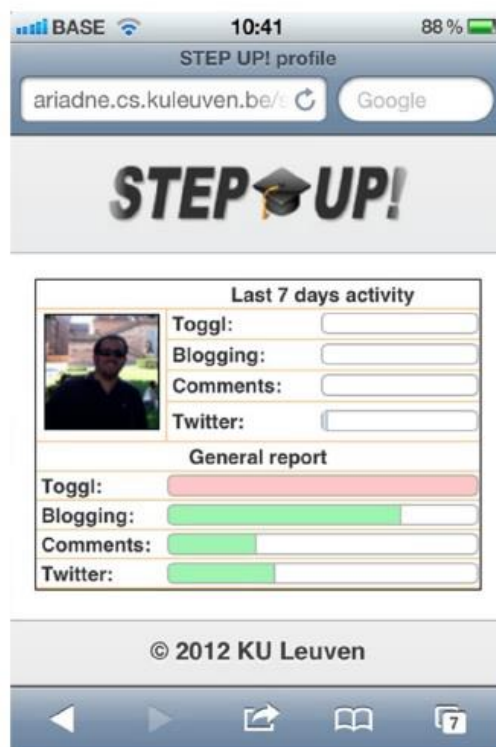 BASE 10:41 88 %
STEP UP! profile
ariadne.cs.kuleuven.be/s Google
STEP UP!
Last 7 days activity
Toggl:
Blogging:
Comments:
Twitter:
General report
Toggl:
Blogging:
Comments:
Twitter:
© 2012 KU Leuven
7